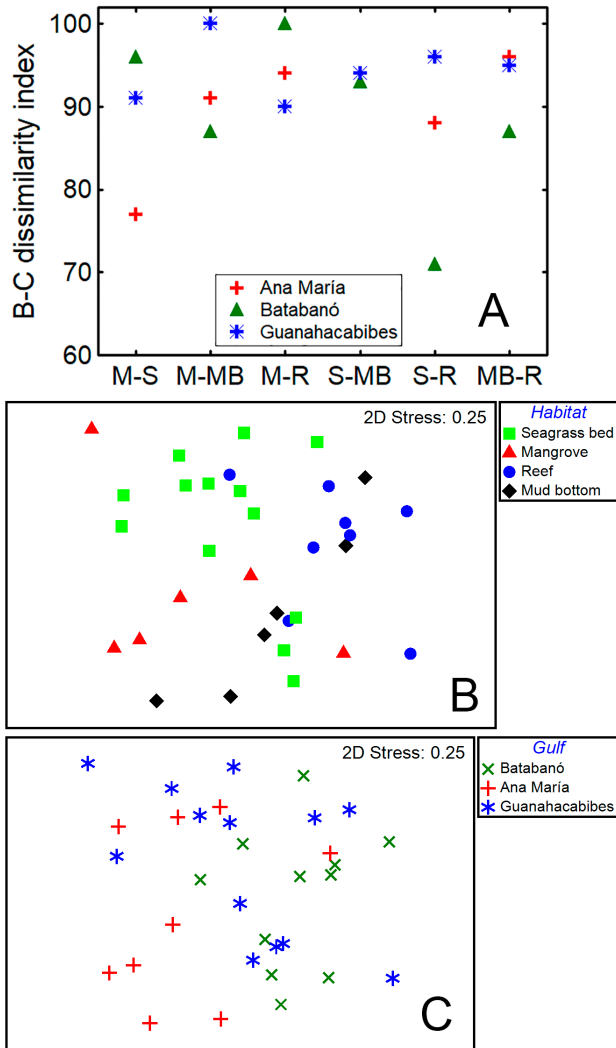 100
90
80
70
60
B-C dissimilarity index
Ana María
Batabanó
Guanahacabibes
A
M-S M-MB M-R S-MB S-R MB-R
2D Stress: 0.25
Habitat
Seagrass bed
Mangrove
Reef
Mud bottom
B
2D Stress: 0.25
Gulf
Batabanó
Ana María
Guanahacabibes
C